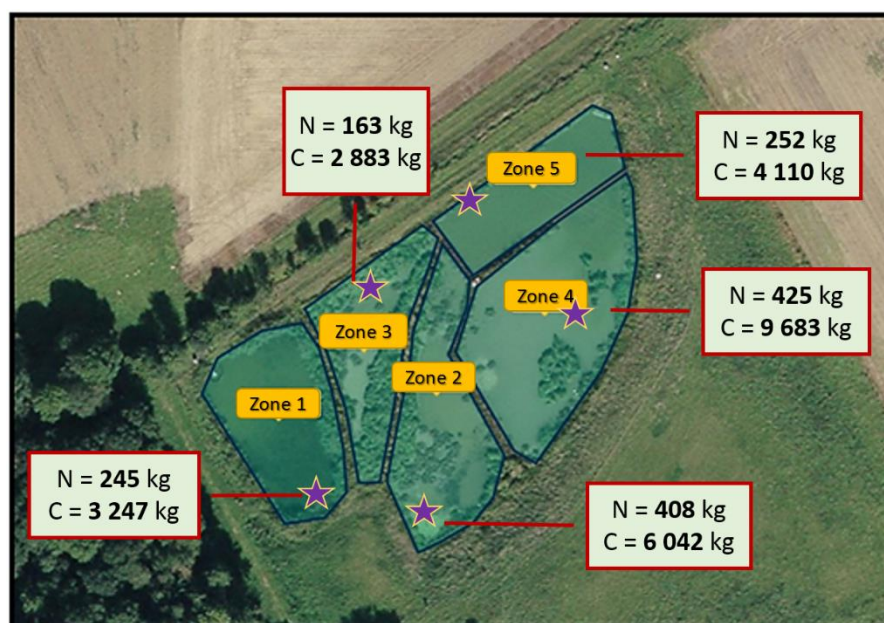 N = 163 kg
C = 2 883 kg
N = 252 kg
C = 4 110 kg
Zone 5
Zone 4
N = 425 kg
C = 9 683 kg
Zone 3
Zone 2
Zone 1
N = 245 kg
C = 3 247 kg
N = 408 kg
C = 6 042 kg